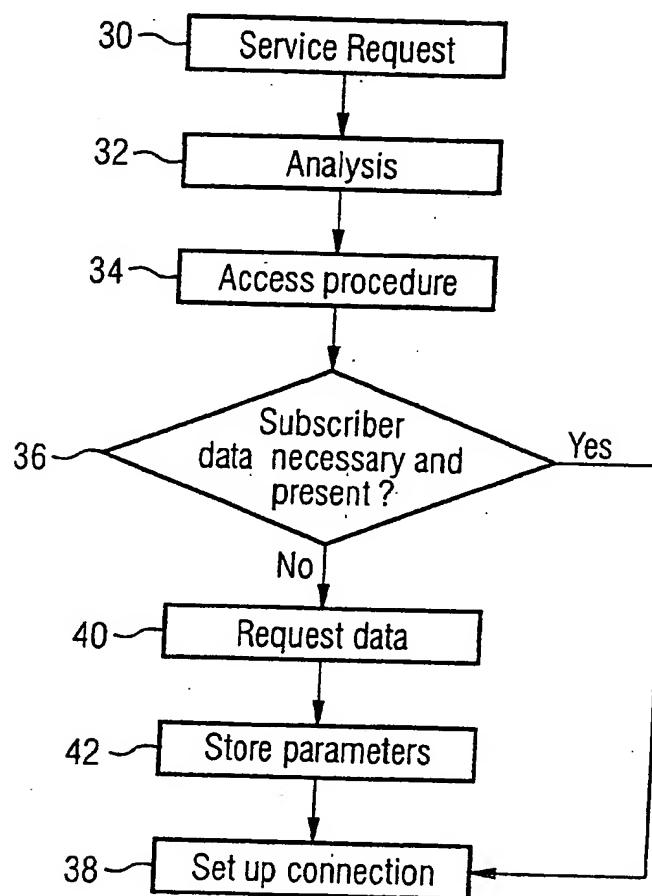 30
Service Request
32
Analysis
34
Access procedure
36
Subscriber
data necessary and
present ?
Yes
No
40
Request data
42
Store parameters
38
Set up connection